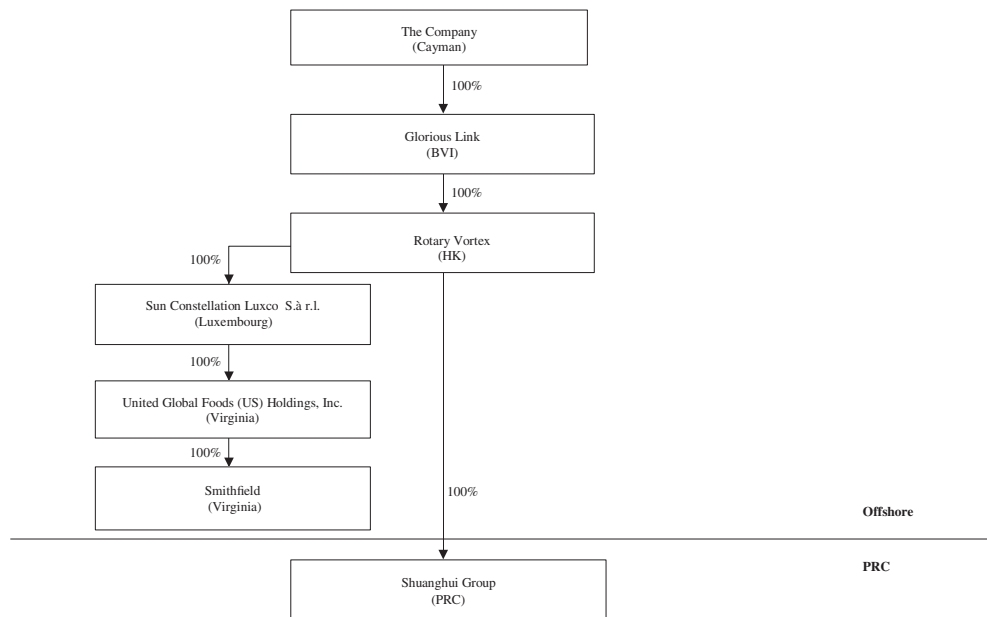 The Company
(Cayman)
100%
Glorious Link
(BVI)
100%
Rotary Vortex
(HK)
100%
Sun Constellation Luxco S.à r.l.
(Luxembourg)
100%
United Global Foods (US) Holdings, Inc.
(Virginia)
100%
Smithfield
(Virginia)
100%
Offshore
PRC
Shuanghui Group
(PRC)